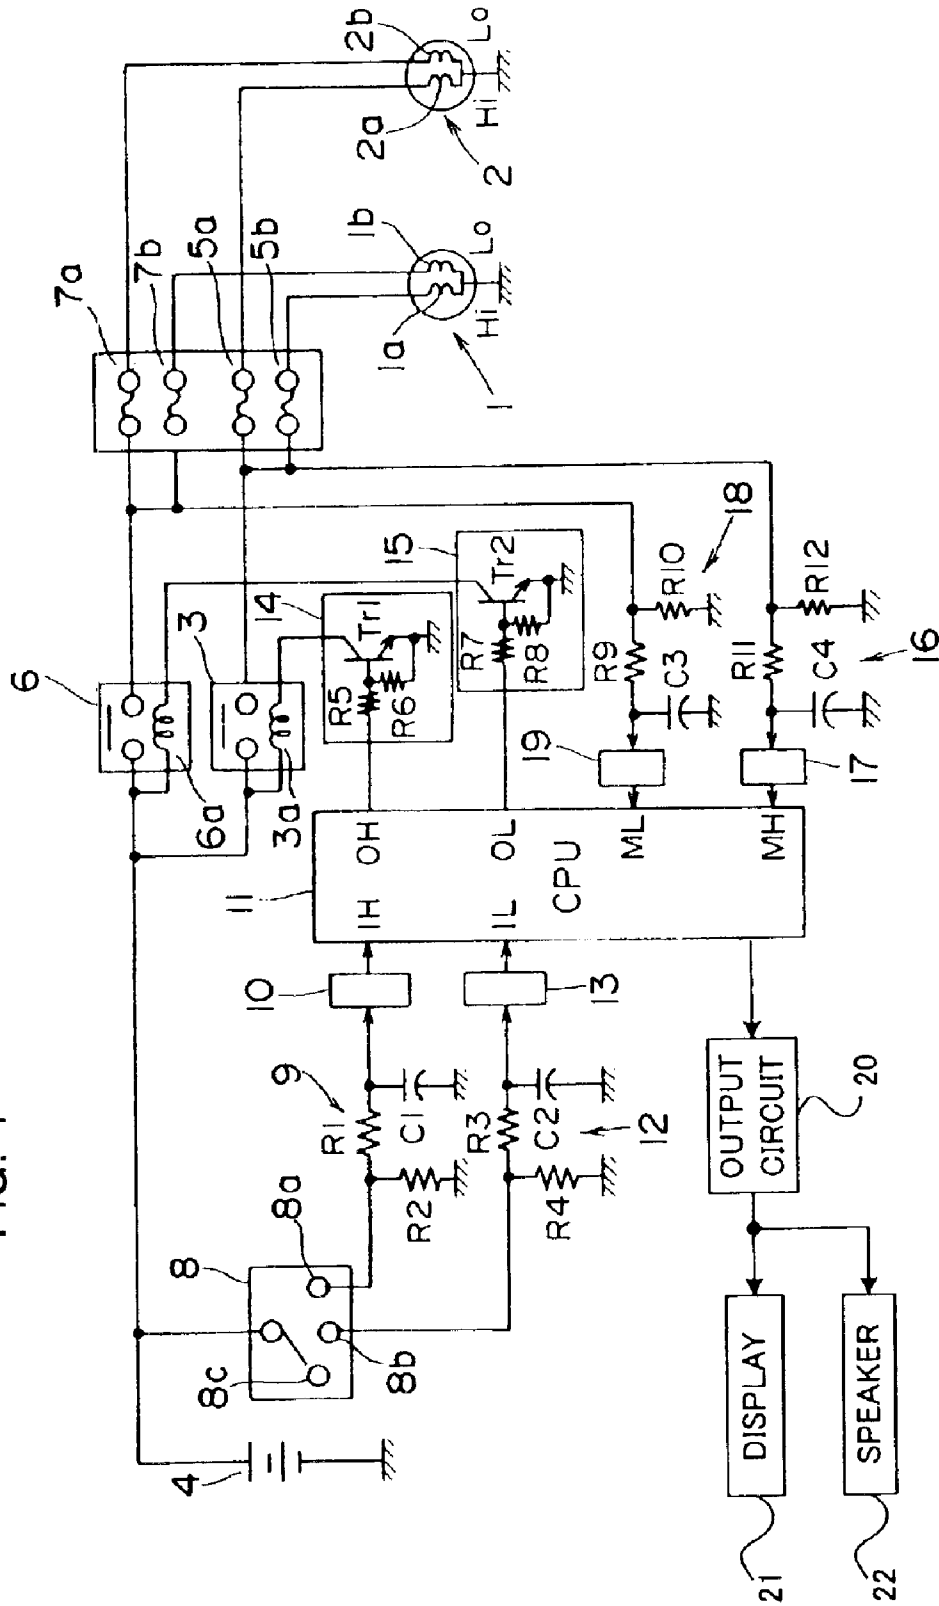 6
6a
3
3a
7a
7b
5a
5b
2b
Lo
2a
Hi
2
1b
Lo
1a
Hi
1
14
R5
Tr1
R6
15
R7
Tr2
R8
11
IH
OH
IL
OL
CPU
ML
MH
19
R9
C3
R10
18
17
R11
C4
R12
16
10
13
9
R1
C1
R2
R3
C2
R4
12
8
8a
8b
8c
4
OUTPUT
CIRCUIT
20
DISPLAY
21
SPEAKER
22